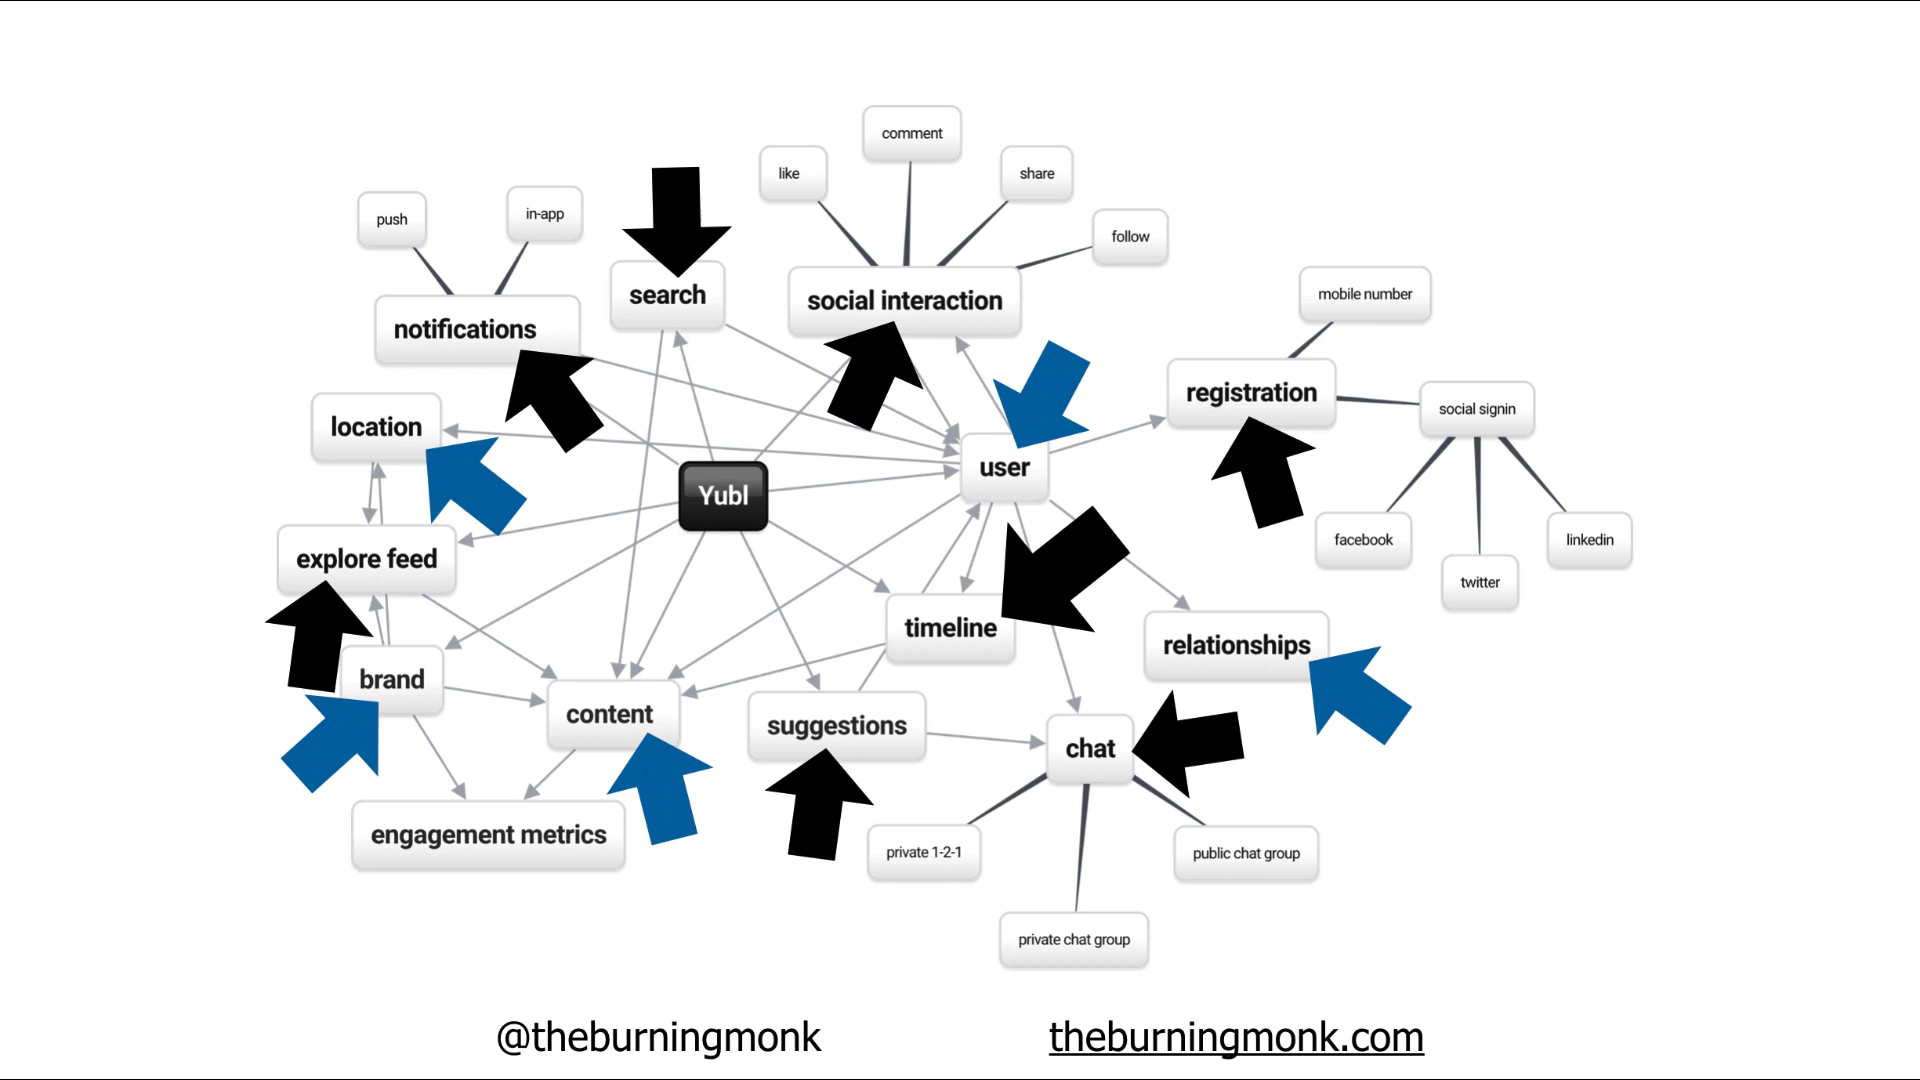 comment
like
share
push
in-app
follow
search
social interaction
mobile number
notifications
registration
social signin
location
user
Yubl
explore feed
facebook
linkedin
twitter
timeline
relationships
brand
content
suggestions
chat
engagement metrics
private 1-2-1
public chat group
private chat group
@theburningmonk
theburningmonk.com